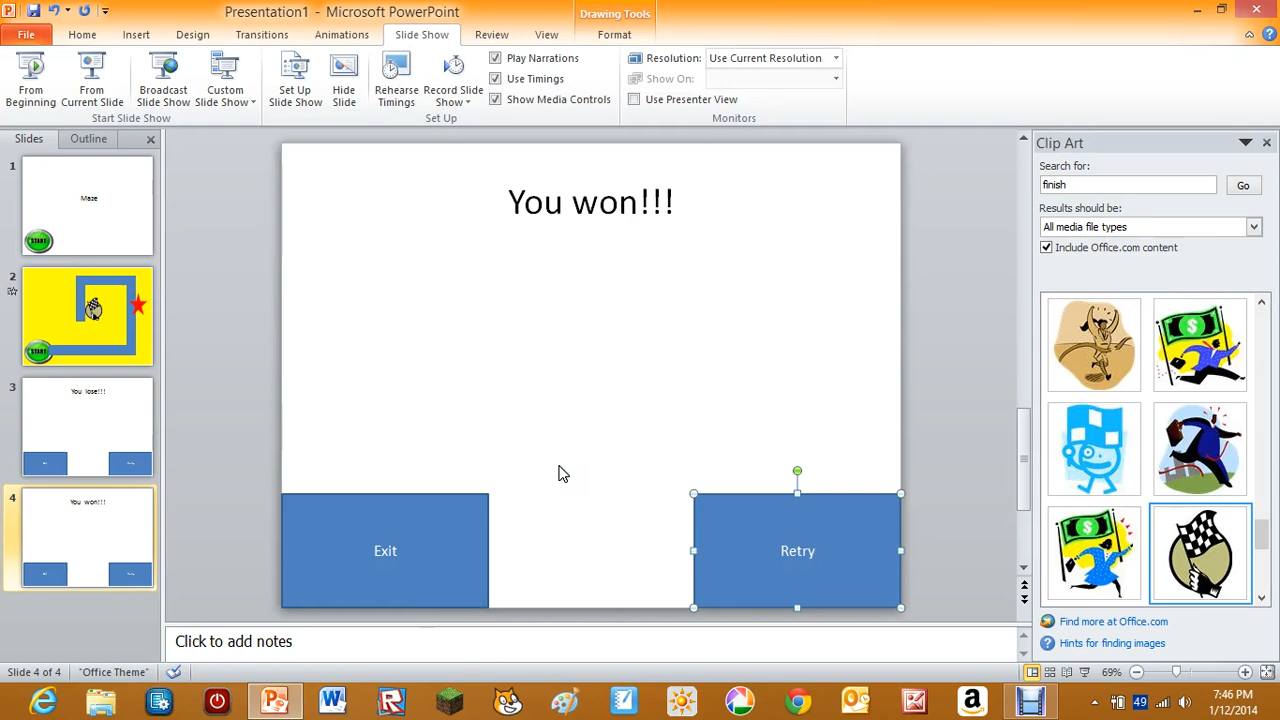 Presentation1 - Microsoft PowerPoint
Drawing Tools
File Home Insert Design Transitions Animations Slide Show Review View Format
From Beginning
From Current Slide
Broadcast Slide Show
Custom Slide Show
Start Slide Show
Set Up Slide Show
Hide Slide
Rehearse Timings
Record Slide Show
Play Narrations
Use Timings
Show Media Controls
Set Up
Resolution: Use Current Resolution
Show On:
Use Presenter View
Monitors
Slides Outline
1
Maze
START
2
START
3
You lose!!!
4
You won!!!
You won!!!
Exit
Retry
Click to add notes
Clip Art
Search for:
finish
Go
Results should be:
All media file types
Include Office.com content
$
$
Find more at Office.com
Hints for finding images
Slide 4 of 4 "Office Theme" 69%
49
7:46 PM
1/12/2014